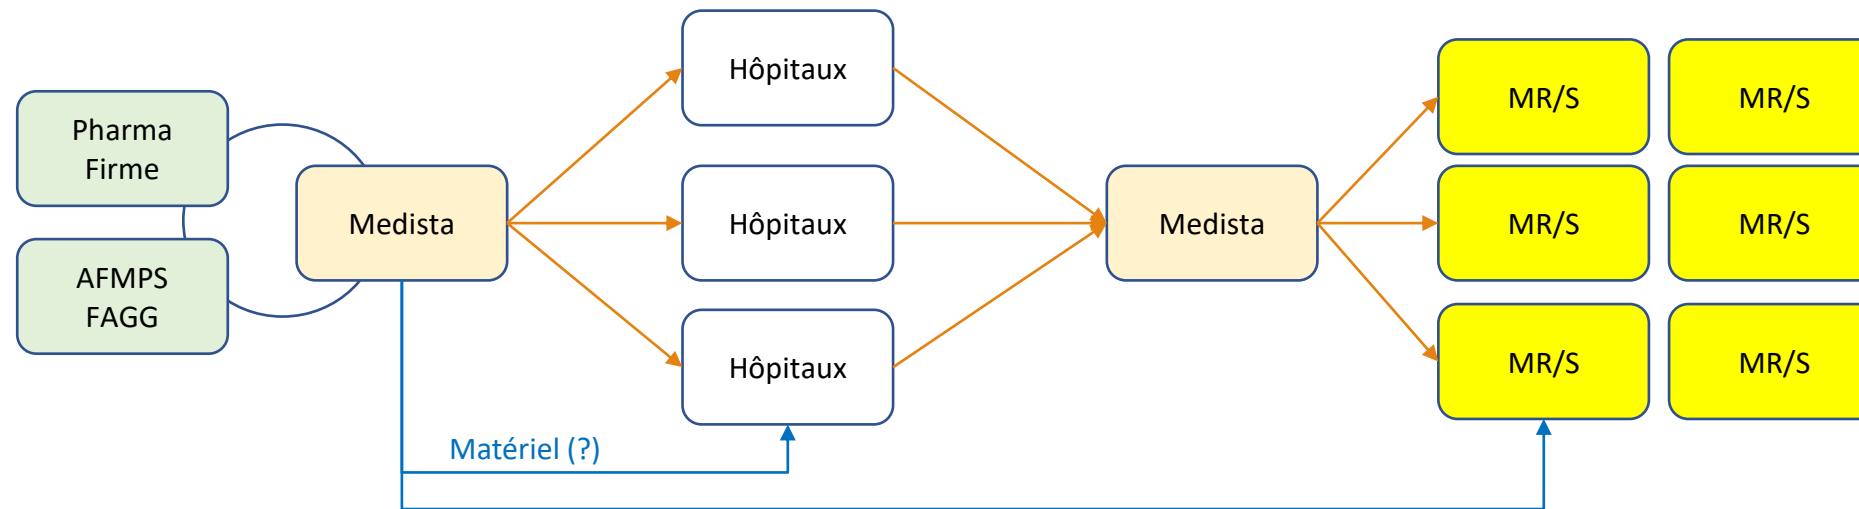 Pharma
Firme
AFMPS
FAGG
Medista
Hôpitaux
Hôpitaux
Hôpitaux
Matériel (?)
Medista
MR/S
MR/S
MR/S
MR/S
MR/S
MR/S